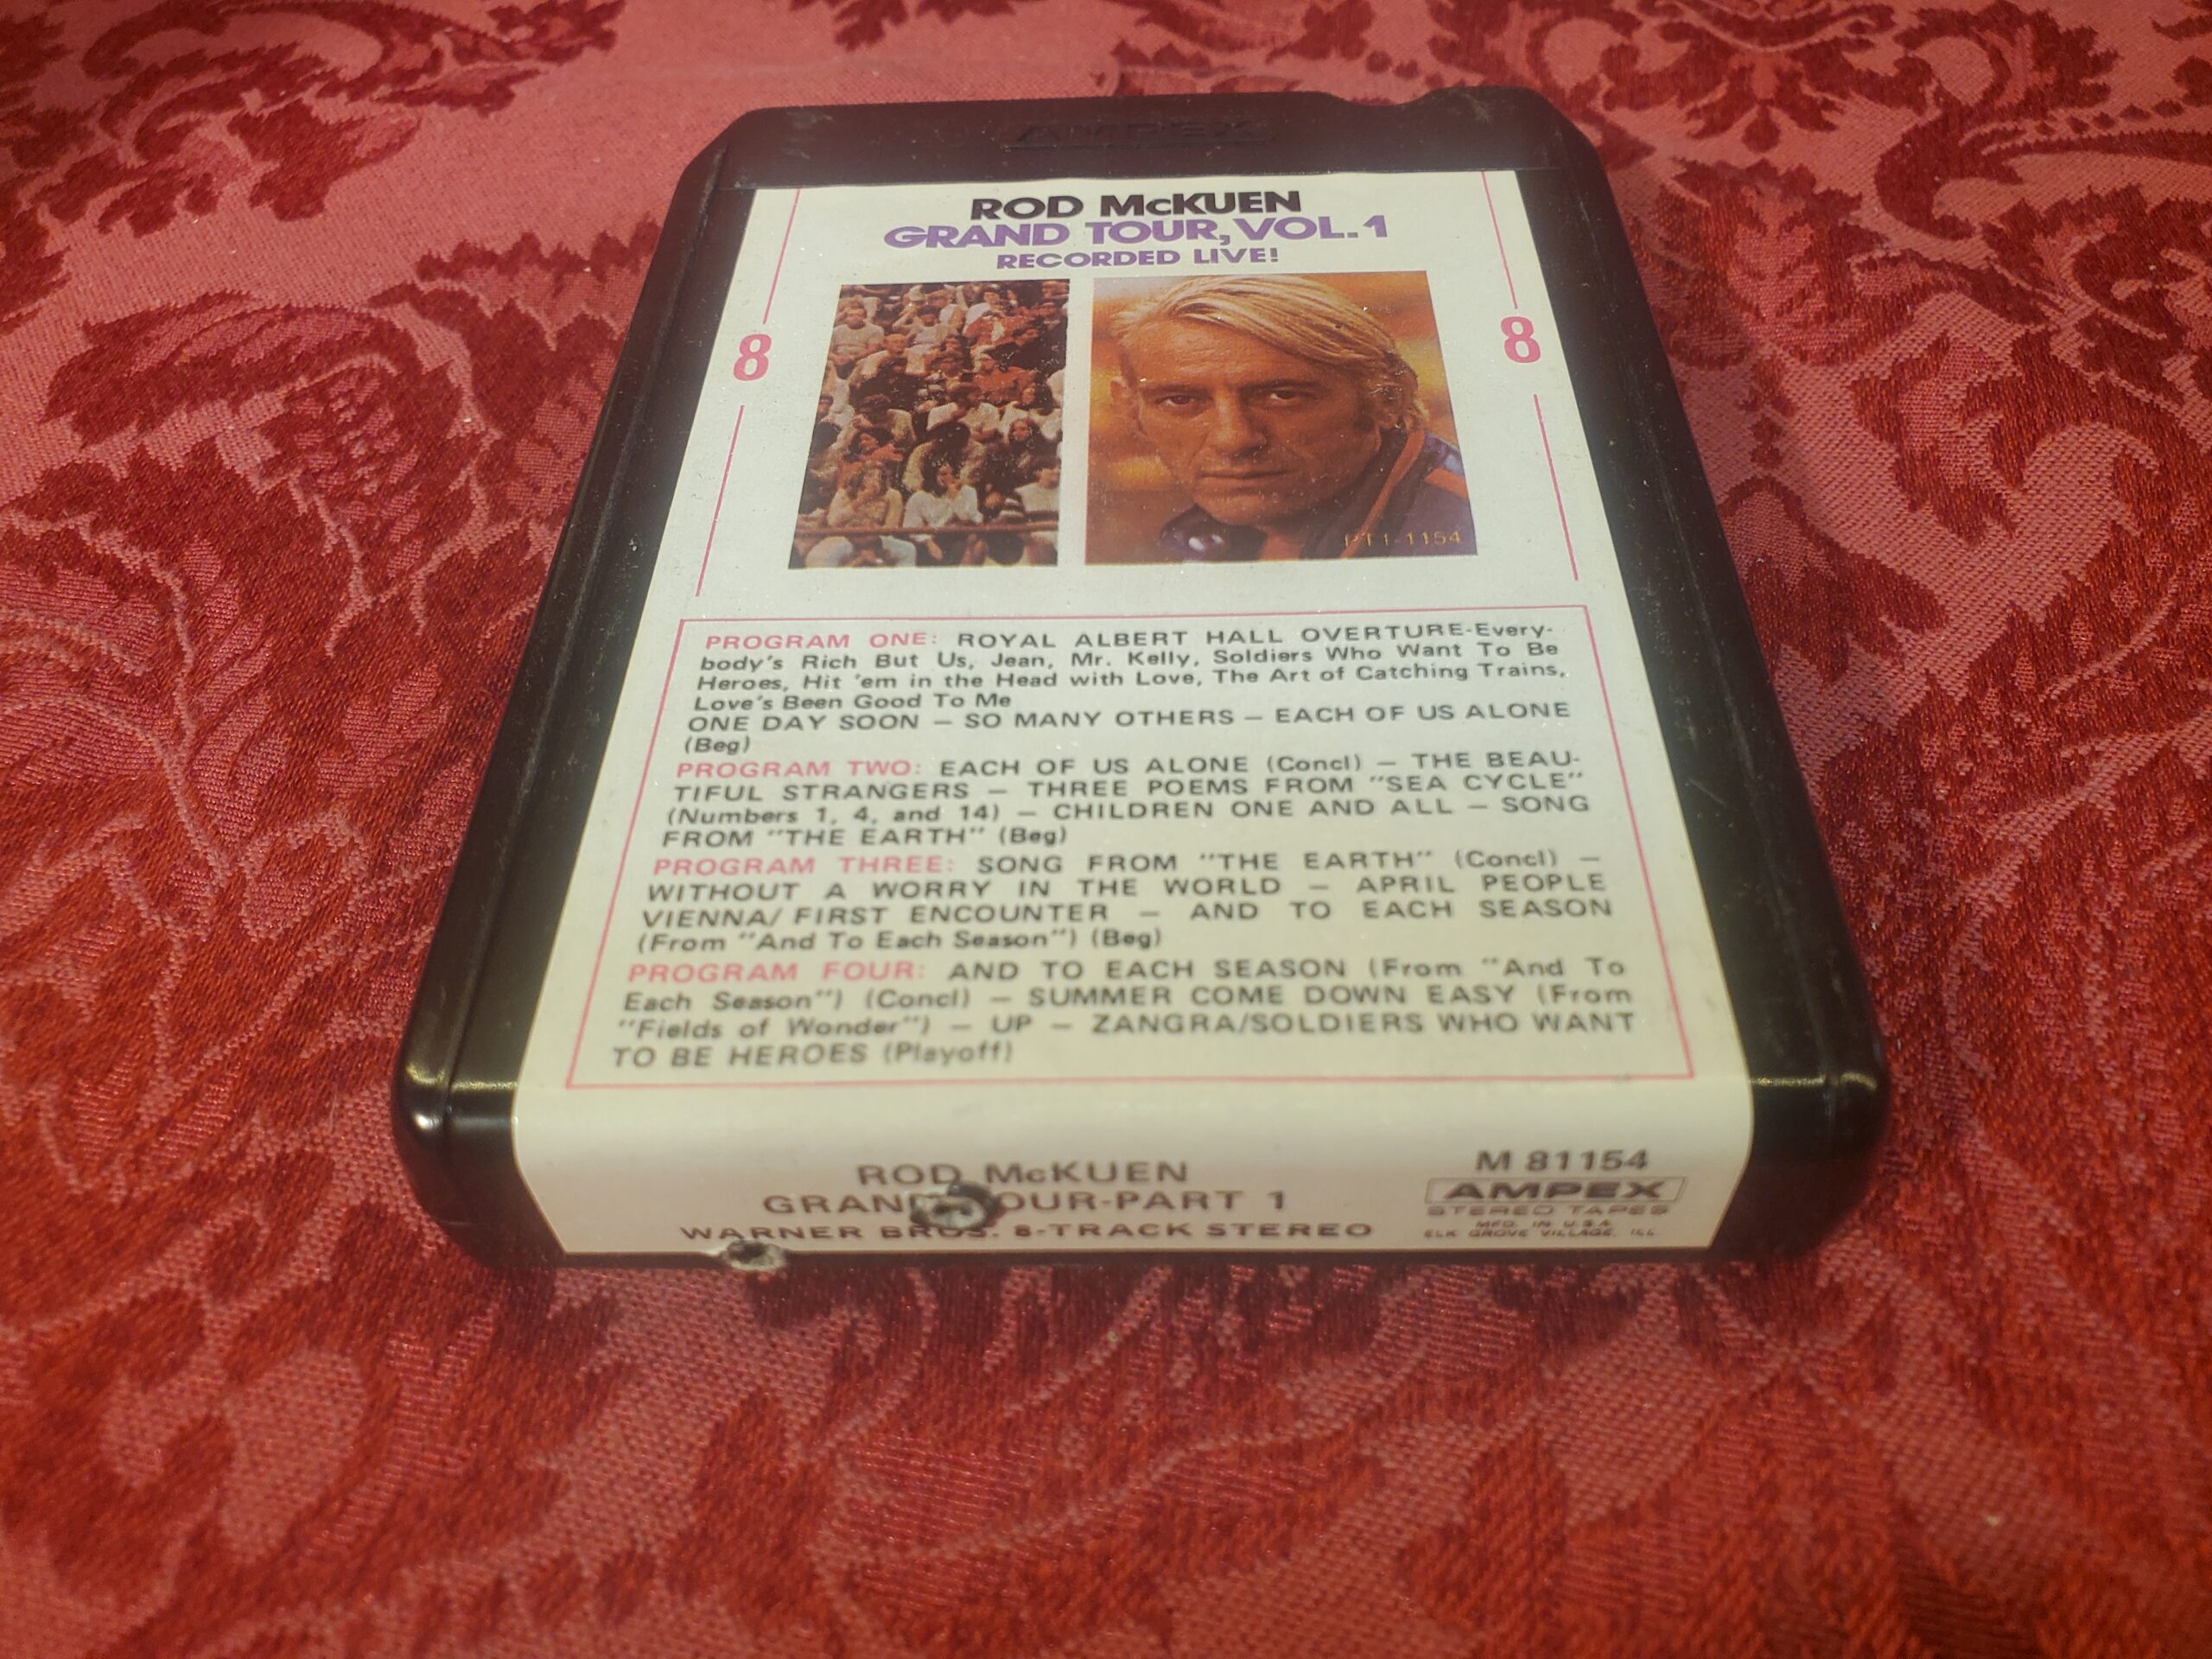 AMPEX
ROD McKUEN
GRAND TOUR, VOL. 1
RECORDED LIVE!
8
8
PROGRAM ONE: ROYAL ALBERT HALL OVERTURE-Every-
body's Rich But Us, Jean, Mr. Kelly, Soldiers Who Want To Be
Heroes, Hit 'em in the Head with Love, The Art of Catching Trains,
Love's Been Good To Me
ONE DAY SOON — SO MANY OTHERS — EACH OF US ALONE
(Beg)
PROGRAM TWO: EACH OF US ALONE (Concl) — THE BEAU-
TIFUL STRANGERS — THREE POEMS FROM "SEA CYCLE"
(Numbers 1, 4, and 14) — CHILDREN ONE AND ALL — SONG
FROM "THE EARTH" (Beg)
PROGRAM THREE: SONG FROM "THE EARTH" (Concl) —
WITHOUT A WORRY IN THE WORLD — APRIL PEOPLE
VIENNA/ FIRST ENCOUNTER — AND TO EACH SEASON
(From "And To Each Season") (Beg)
PROGRAM FOUR: AND TO EACH SEASON (From "And To
Each Season") (Concl) — SUMMER COME DOWN EASY (From
"Fields of Wonder") — UP — ZANGRA/SOLDIERS WHO WANT
TO BE HEROES (Playoff)
ROD McKUEN
GRAND OUR-PART 1
WARNER BROS. 8-TRACK STEREO
M 81154
AMPEX
STEREO TAPES
MFD. IN U.S.A.
ELK GROVE VILLAGE, ILL.